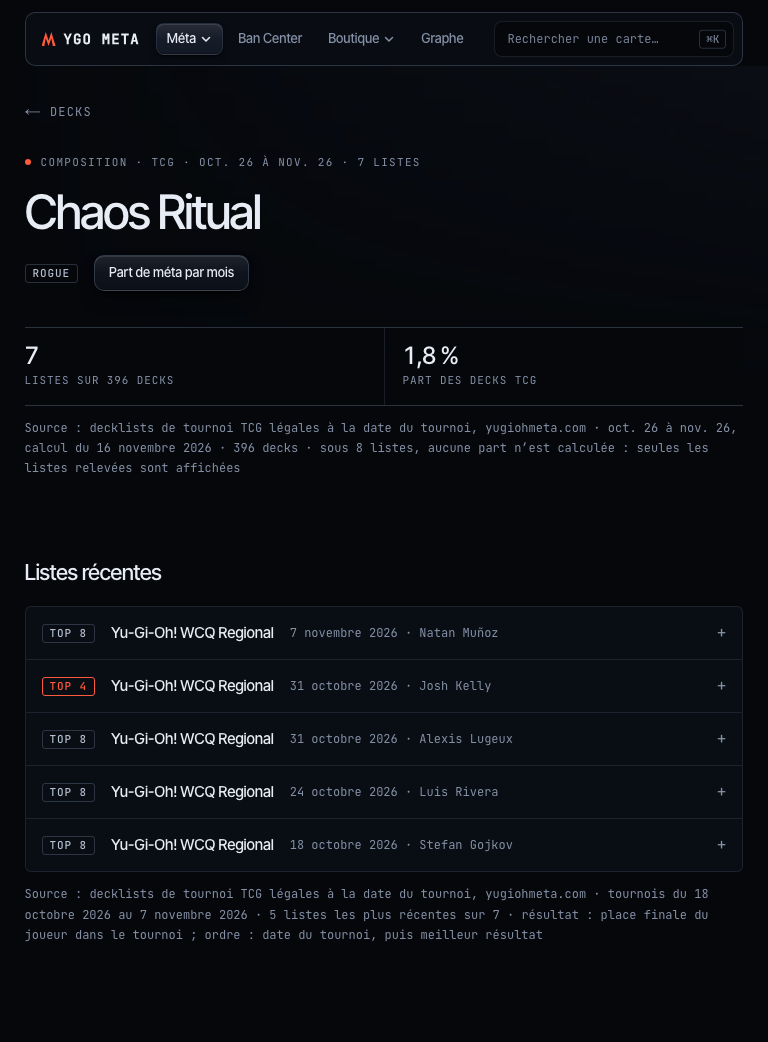 YGO META Méta Ban Center Boutique Graphe Rechercher une carte… ⌘K
← DECKS
COMPOSITION · TCG · OCT. 26 À NOV. 26 · 7 LISTES
Chaos Ritual
ROGUE Part de méta par mois
7 1,8 %
LISTES SUR 396 DECKS PART DES DECKS TCG
Source : decklists de tournoi TCG légales à la date du tournoi, yugiohmeta.com · oct. 26 à nov. 26,
calcul du 16 novembre 2026 · 396 decks · sous 8 listes, aucune part n’est calculée : seules les
listes relevées sont affichées
Listes récentes
TOP 8 Yu-Gi-Oh! WCQ Regional 7 novembre 2026 · Natan Muñoz +
TOP 4 Yu-Gi-Oh! WCQ Regional 31 octobre 2026 · Josh Kelly +
TOP 8 Yu-Gi-Oh! WCQ Regional 31 octobre 2026 · Alexis Lugeux +
TOP 8 Yu-Gi-Oh! WCQ Regional 24 octobre 2026 · Luis Rivera +
TOP 8 Yu-Gi-Oh! WCQ Regional 18 octobre 2026 · Stefan Gojkov +
Source : decklists de tournoi TCG légales à la date du tournoi, yugiohmeta.com · tournois du 18
octobre 2026 au 7 novembre 2026 · 5 listes les plus récentes sur 7 · résultat : place finale du
joueur dans le tournoi ; ordre : date du tournoi, puis meilleur résultat